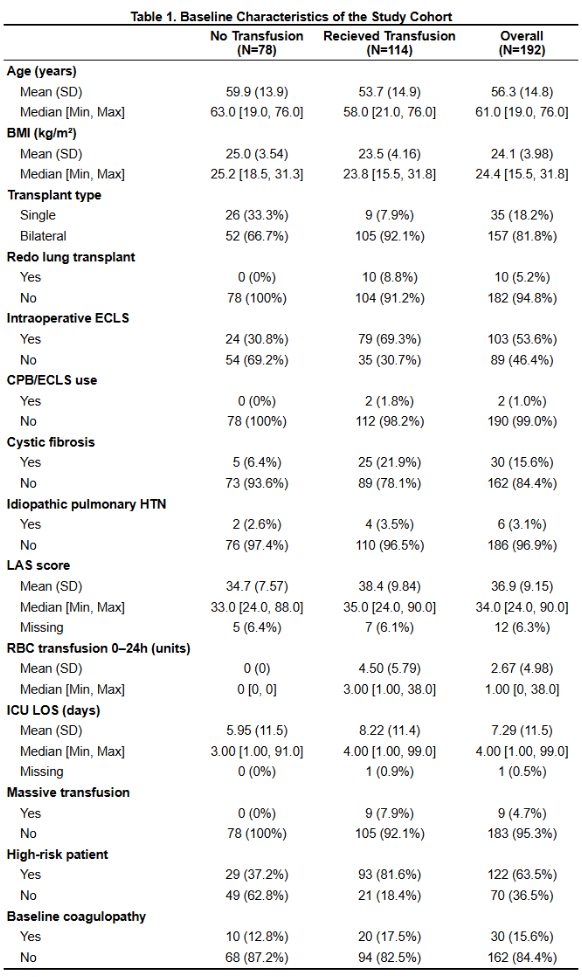 Table 1. Baseline Characteristics of the Study Cohort
No Transfusion Recieved Transfusion Overall
(N=78) (N=114) (N=192)
Age (years)
Mean (SD) 59.9 (13.9) 53.7 (14.9) 56.3 (14.8)
Median [Min, Max] 63.0 [19.0, 76.0] 58.0 [21.0, 76.0] 61.0 [19.0, 76.0]
BMI (kg/m²)
Mean (SD) 25.0 (3.54) 23.5 (4.16) 24.1 (3.98)
Median [Min, Max] 25.2 [18.5, 31.3] 23.8 [15.5, 31.8] 24.4 [15.5, 31.8]
Transplant type
Single 26 (33.3%) 9 (7.9%) 35 (18.2%)
Bilateral 52 (66.7%) 105 (92.1%) 157 (81.8%)
Redo lung transplant
Yes 0 (0%) 10 (8.8%) 10 (5.2%)
No 78 (100%) 104 (91.2%) 182 (94.8%)
Intraoperative ECLS
Yes 24 (30.8%) 79 (69.3%) 103 (53.6%)
No 54 (69.2%) 35 (30.7%) 89 (46.4%)
CPB/ECLS use
Yes 0 (0%) 2 (1.8%) 2 (1.0%)
No 78 (100%) 112 (98.2%) 190 (99.0%)
Cystic fibrosis
Yes 5 (6.4%) 25 (21.9%) 30 (15.6%)
No 73 (93.6%) 89 (78.1%) 162 (84.4%)
Idiopathic pulmonary HTN
Yes 2 (2.6%) 4 (3.5%) 6 (3.1%)
No 76 (97.4%) 110 (96.5%) 186 (96.9%)
LAS score
Mean (SD) 34.7 (7.57) 38.4 (9.84) 36.9 (9.15)
Median [Min, Max] 33.0 [24.0, 88.0] 35.0 [24.0, 90.0] 34.0 [24.0, 90.0]
Missing 5 (6.4%) 7 (6.1%) 12 (6.3%)
RBC transfusion 0–24h (units)
Mean (SD) 0 (0) 4.50 (5.79) 2.67 (4.98)
Median [Min, Max] 0 [0, 0] 3.00 [1.00, 38.0] 1.00 [0, 38.0]
ICU LOS (days)
Mean (SD) 5.95 (11.5) 8.22 (11.4) 7.29 (11.5)
Median [Min, Max] 3.00 [1.00, 91.0] 4.00 [1.00, 99.0] 4.00 [1.00, 99.0]
Missing 0 (0%) 1 (0.9%) 1 (0.5%)
Massive transfusion
Yes 0 (0%) 9 (7.9%) 9 (4.7%)
No 78 (100%) 105 (92.1%) 183 (95.3%)
High-risk patient
Yes 29 (37.2%) 93 (81.6%) 122 (63.5%)
No 49 (62.8%) 21 (18.4%) 70 (36.5%)
Baseline coagulopathy
Yes 10 (12.8%) 20 (17.5%) 30 (15.6%)
No 68 (87.2%) 94 (82.5%) 162 (84.4%)